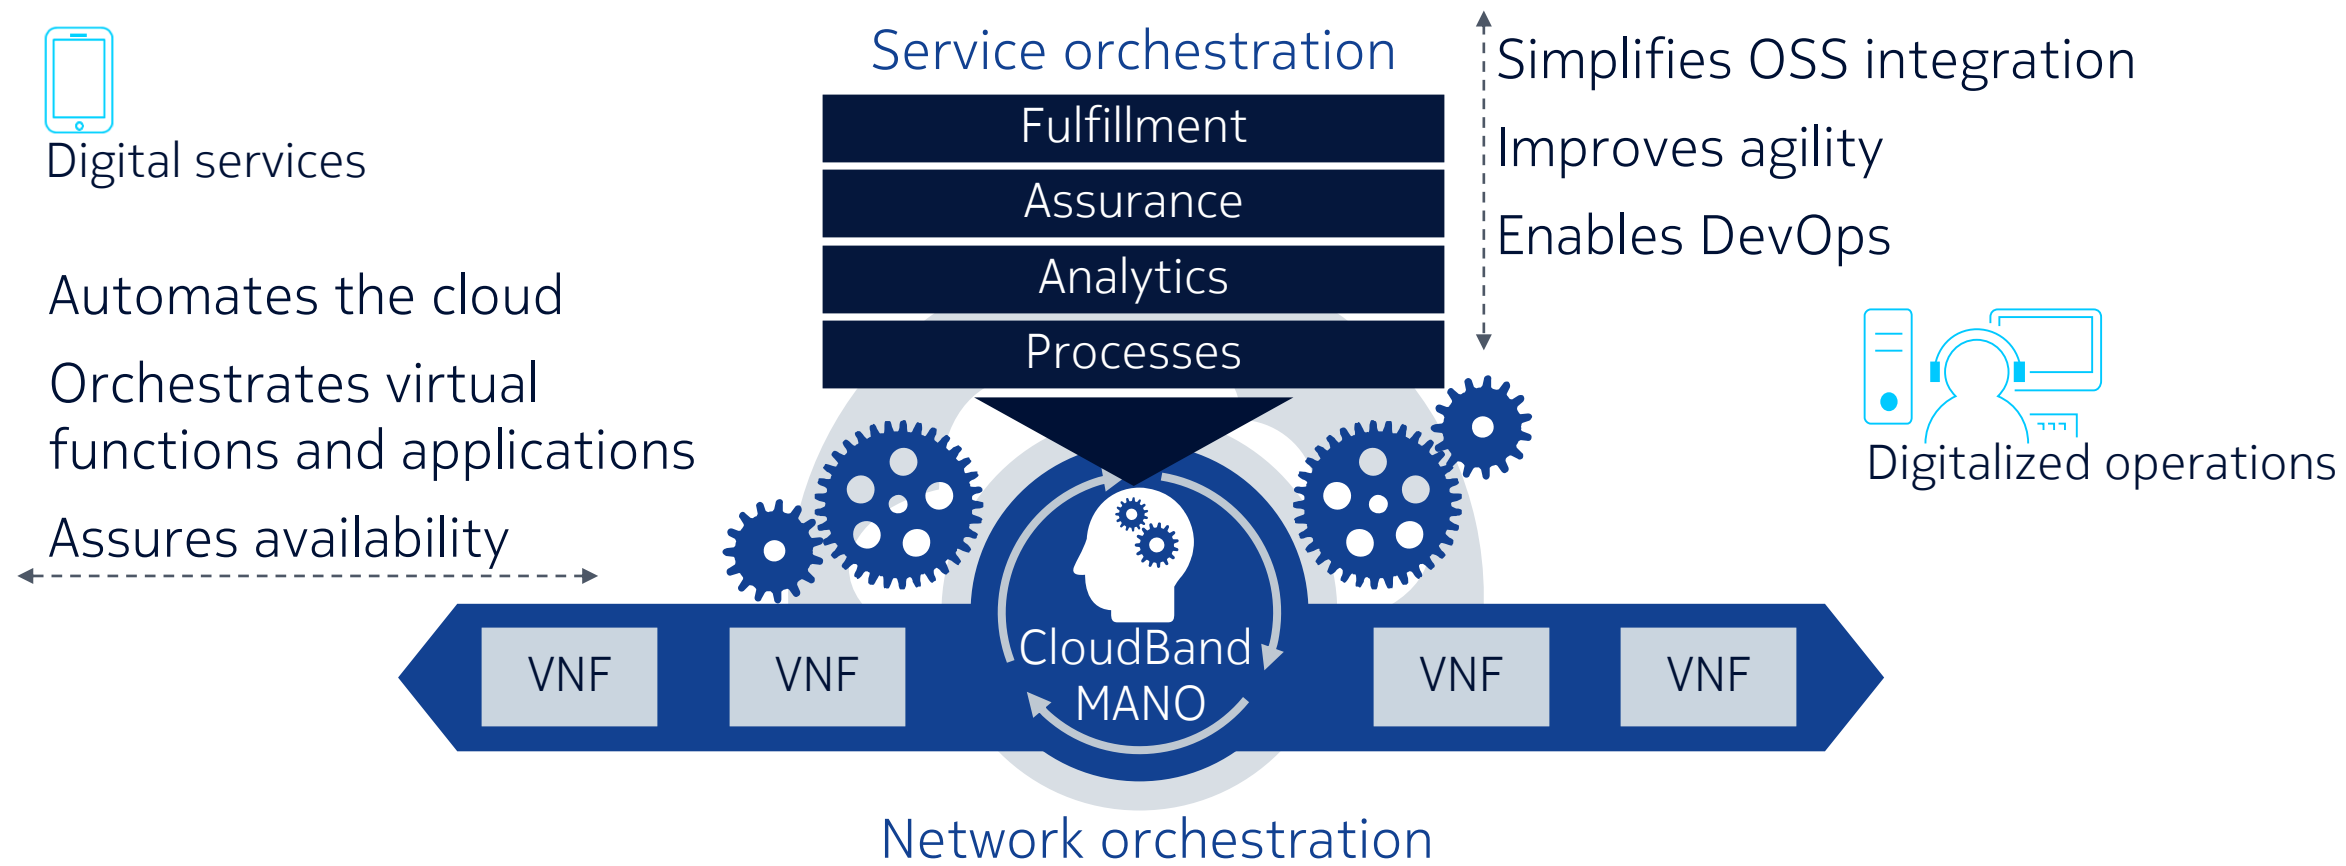 Service orchestration
Fulfillment
Assurance
Analytics
Processes
Digital services
Automates the cloud
Orchestrates virtual
functions and applications
Assures availability
Simplifies OSS integration
Improves agility
Enables DevOps
Digitalized operations
VNF
VNF
CloudBand
MANO
VNF
VNF
Network orchestration